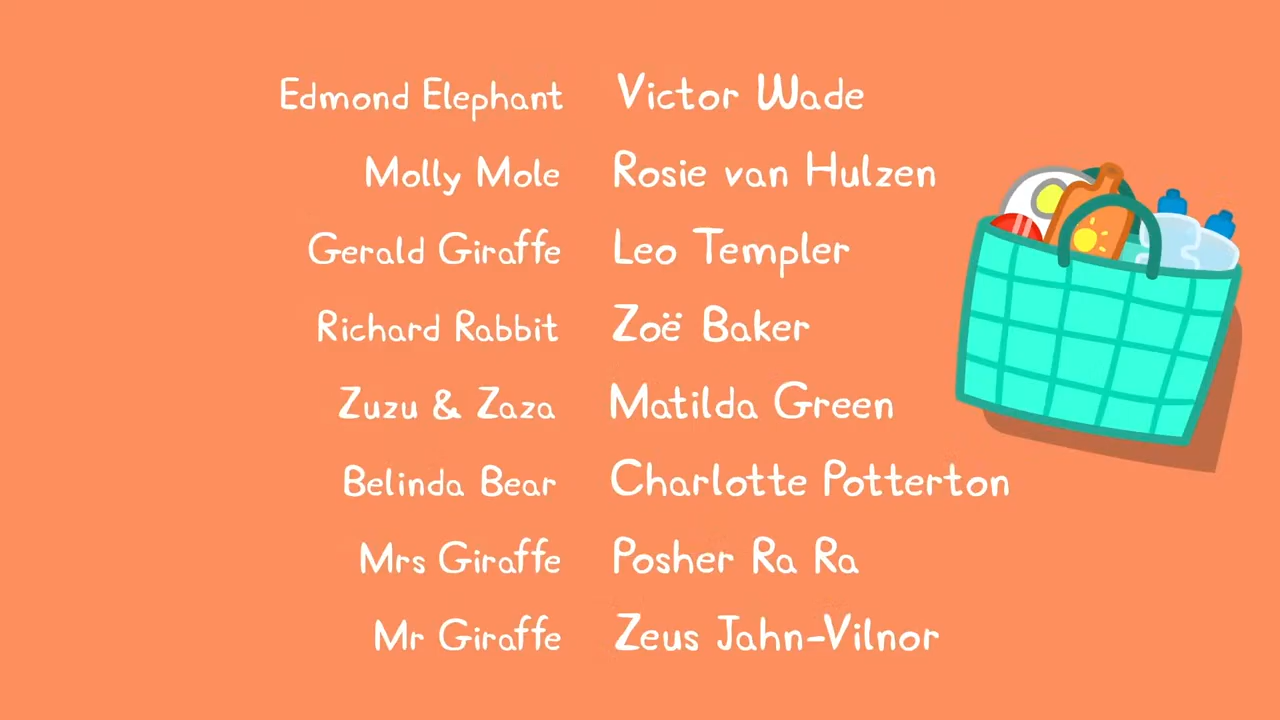 Edmond Elephant Victor Wade
Molly Mole Rosie van Hulzen
Gerald Giraffe Leo Templer
Richard Rabbit Zoë Baker
Zuzu & Zaza Matilda Green
Belinda Bear Charlotte Potterton
Mrs Giraffe Posher Ra Ra
Mr Giraffe Zeus Jahn-Vilnor